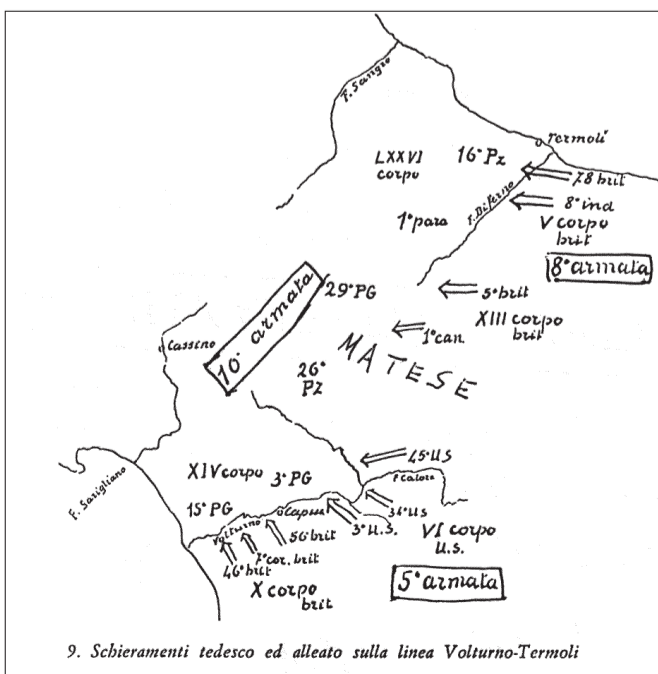 F. Sangro
Termoli
LXXVI
corpo
16° Pz
78 brit
8° ind
F. Biferno
1° para
V corpo
brit
8° armata
29° PG
5° brit
XIII corpo
brit
10° armata
1° can.
Cassino
MATESE
26°
Pz
45° U.S
XIV corpo
3° PG
F. Calore
F. Garigliano
34° US
15° PG
Capua
Volturno
3° U.S.
VI corpo
U.S.
56 brit
7° cor. brit
46° brit
X corpo
brit
5° armata
9. Schieramenti tedesco ed alleato sulla linea Volturno-Termoli